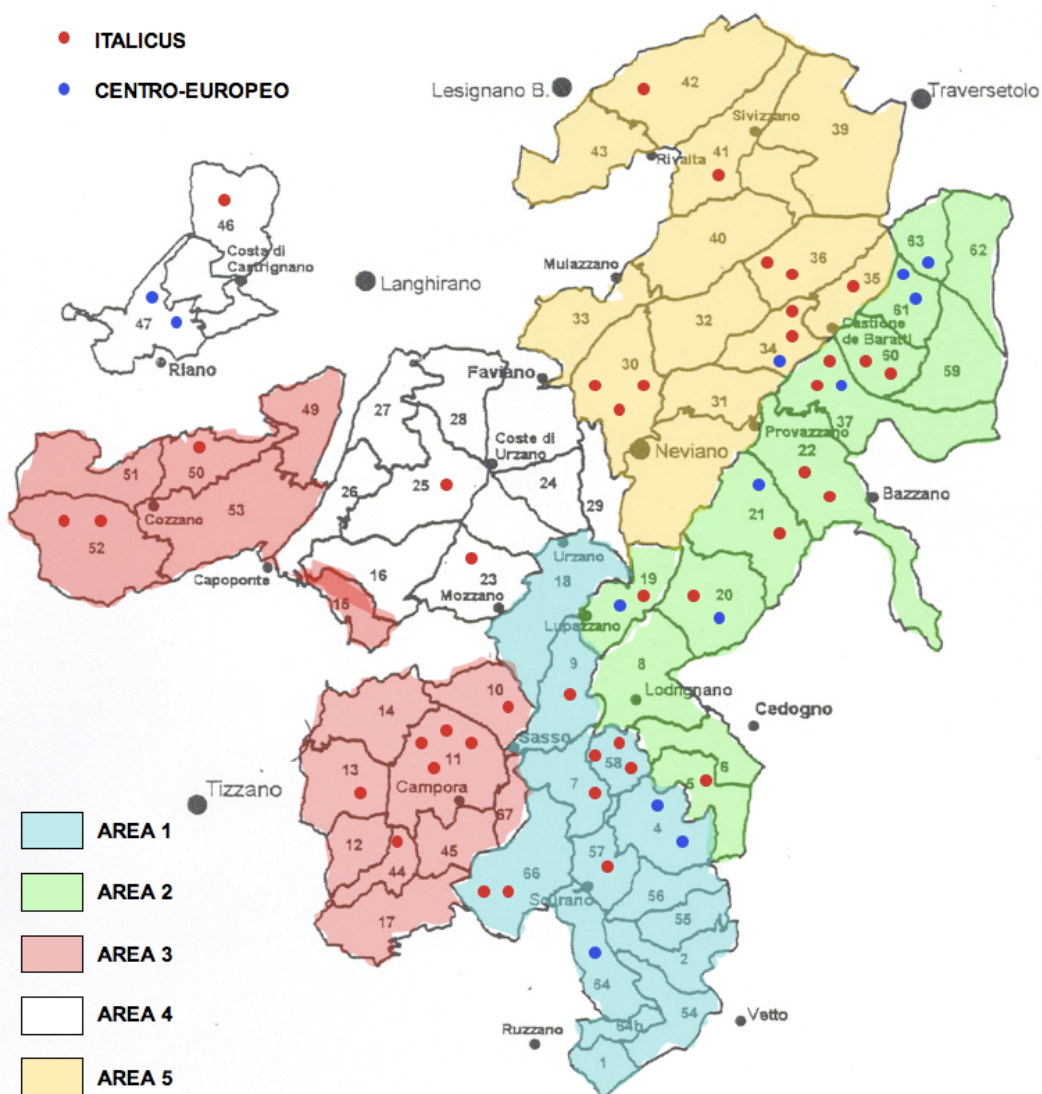 ITALICUS
CENTRO-EUROPEO
Lesignano B.
42
Traversetolo
Sivizzano
39
43
41
Rivalta
46
Costa di
Castrignano
40
36
63
62
Mulazzano
Langhirano
35
47
33
32
61
Castione
de Baratti
Riano
34
60
30
59
Faviano
49
27
31
28
37
Provazzano
Coste di
Urzano
22
51
50
Neviano
25
24
26
29
Bazzano
Cozzano
53
21
52
Urzano
16
18
Capoponte
23
19
20
15
Mozzano
Lupazzano
9
8
10
Lodrignano
14
Cedogno
Sasso
11
58
6
13
7
5
Tizzano
Campora
67
4
AREA 1
12
45
57
44
66
56
AREA 2
Scurano
17
55
AREA 3
2
64
54
AREA 4
64b
Vetto
Ruzzano
1
AREA 5